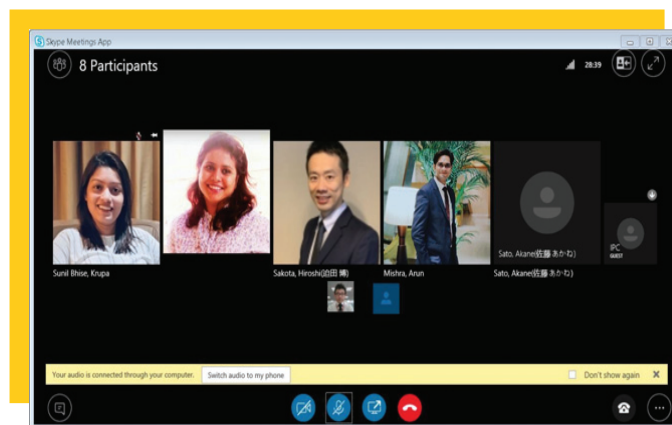 Skype Meetings App
8 Participants
28:39
Sunil Bhise, Krupa
Sakota, Hiroshi(迫田 博)
Mishra, Arun
Sato, Akane(佐藤 あかね)
Sato, Akane(佐藤 あかね)
IPC
GUEST
Your audio is connected through your computer.
Switch audio to my phone
Don't show again